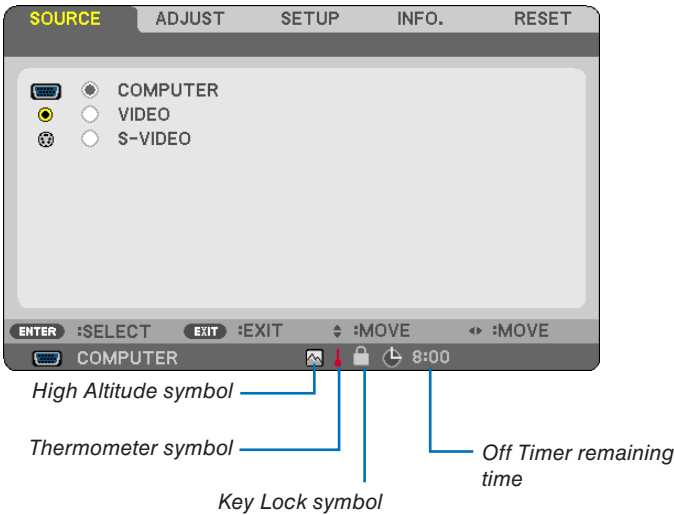 SOURCE ADJUST SETUP INFO. RESET
COMPUTER
VIDEO
S-VIDEO
ENTER :SELECT EXIT :EXIT :MOVE :MOVE
COMPUTER 8:00
High Altitude symbol
Thermometer symbol
Off Timer remaining
time
Key Lock symbol